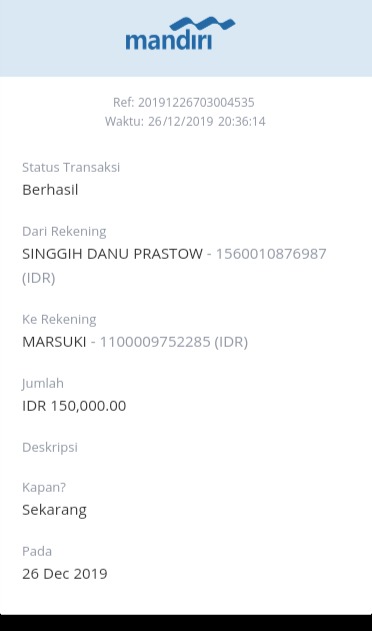 mandiri
Ref: 20191226703004535
Waktu: 26/12/2019 20:36:14
Status Transaksi
Berhasil
Dari Rekening
SINGGIH DANU PRASTOW - 1560010876987
(IDR)
Ke Rekening
MARSUKI - 1100009752285 (IDR)
Jumlah
IDR 150,000.00
Deskripsi
Kapan?
Sekarang
Pada
26 Dec 2019